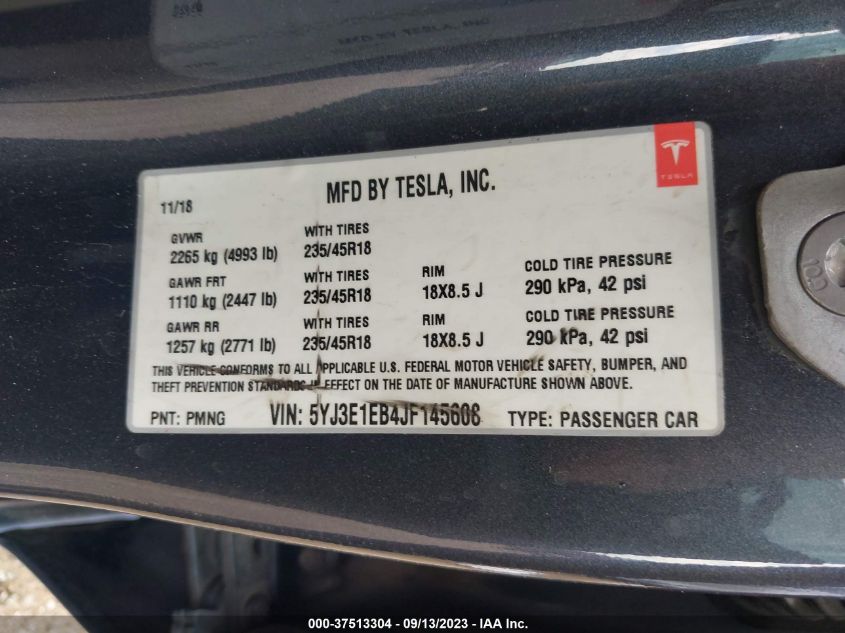 MFD BY TESLA, INC.
TESLA
11/18
GVWR
2265 kg (4993 lb)
WITH TIRES
235/45R18
GAWR FRT
1110 kg (2447 lb)
WITH TIRES
235/45R18
RIM
18X8.5 J
COLD TIRE PRESSURE
290 kPa, 42 psi
GAWR RR
1257 kg (2771 lb)
WITH TIRES
235/45R18
RIM
18X8.5 J
COLD TIRE PRESSURE
290 kPa, 42 psi
THIS VEHICLE CONFORMS TO ALL APPLICABLE U.S. FEDERAL MOTOR VEHICLE SAFETY, BUMPER, AND
THEFT PREVENTION STANDARDS IN EFFECT ON THE DATE OF MANUFACTURE SHOWN ABOVE.
PNT: PMNG
VIN: 5YJ3E1EB4JF145608
TYPE: PASSENGER CAR
000-37513304 - 09/13/2023 - IAA Inc.